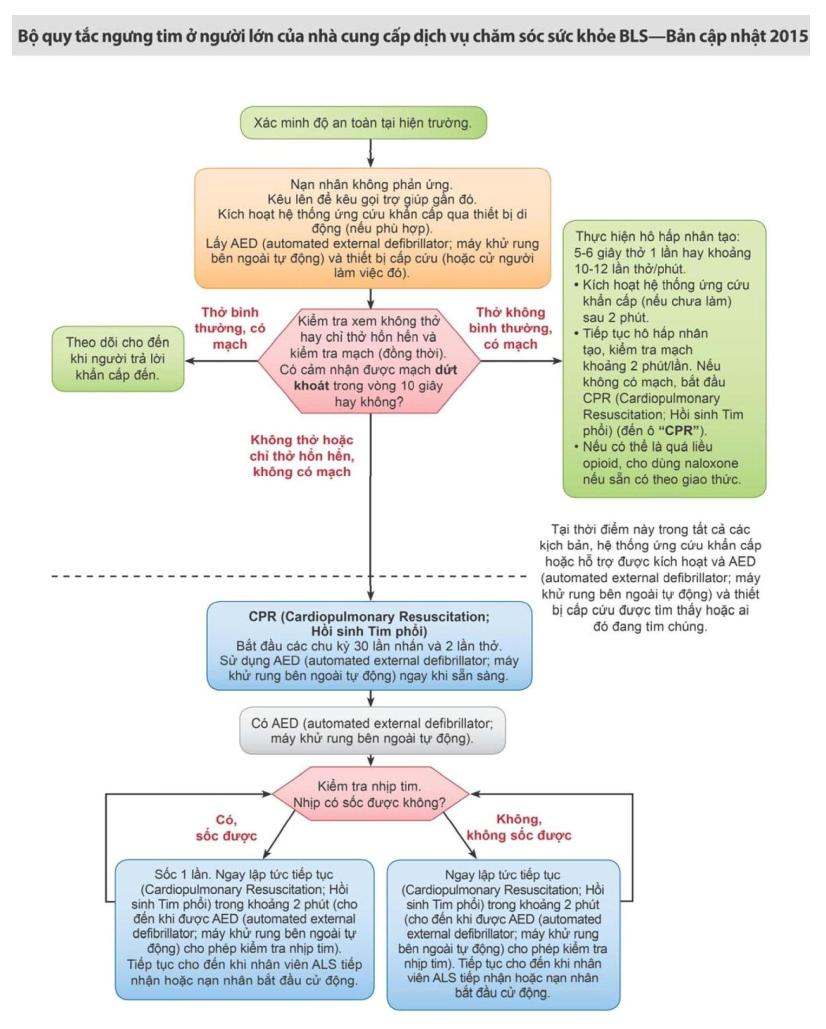 Bộ quy tắc ngưng tim ở người lớn của nhà cung cấp dịch vụ chăm sóc sức khỏe BLS—Bản cập nhật 2015
Xác minh độ an toàn tại hiện trường.
Nạn nhân không phản ứng.
Kêu lên để kêu gọi trợ giúp gần đó.
Kích hoạt hệ thống ứng cứu khẩn cấp qua thiết bị di
động (nếu phù hợp).
Lấy AED (automated external defibrillator; máy khử rung
bên ngoài tự động) và thiết bị cấp cứu (hoặc cử người
làm việc đó).
Thở bình
thường, có
mạch
Theo dõi cho đến
khi người trả lời
khẩn cấp đến.
Kiểm tra xem không thở
hay chỉ thở hổn hển và
kiểm tra mạch (đồng thời).
Có cảm nhận được mạch dứt
khoát trong vòng 10 giây
hay không?
Thở không
bình thường,
có mạch
Thực hiện hô hấp nhân tạo:
5-6 giây thở 1 lần hay khoảng
10-12 lần thở/phút.
• Kích hoạt hệ thống ứng cứu
khẩn cấp (nếu chưa làm)
sau 2 phút.
• Tiếp tục hô hấp nhân
tạo, kiểm tra mạch
khoảng 2 phút/lần. Nếu
không có mạch, bắt đầu
CPR (Cardiopulmonary
Resuscitation; Hồi sinh Tim
phổi) (đến ô “CPR”).
• Nếu có thể là quá liều
opioid, cho dùng naloxone
nếu sẵn có theo giao thức.
Không thở hoặc
chỉ thở hổn hển,
không có mạch
Tại thời điểm này trong tất cả các
kịch bản, hệ thống ứng cứu khẩn cấp
hoặc hỗ trợ được kích hoạt và AED
(automated external defibrillator; máy
khử rung bên ngoài tự động) và thiết
bị cấp cứu được tìm thấy hoặc ai
đó đang tìm chúng.
CPR (Cardiopulmonary Resuscitation;
Hồi sinh Tim phổi)
Bắt đầu các chu kỳ 30 lần nhấn và 2 lần thở.
Sử dụng AED (automated external defibrillator; máy
khử rung bên ngoài tự động) ngay khi sẵn sàng.
Có AED (automated external defibrillator;
máy khử rung bên ngoài tự động).
Kiểm tra nhịp tim.
Nhịp có sốc được không?
Có,
sốc được
Không,
không sốc được
Sốc 1 lần. Ngay lập tức tiếp tục
(Cardiopulmonary Resuscitation; Hồi
sinh Tim phổi) trong khoảng 2 phút (cho
đến khi được AED (automated external
defibrillator; máy khử rung bên ngoài tự
động) cho phép kiểm tra nhịp tim).
Tiếp tục cho đến khi nhân viên ALS tiếp
nhận hoặc nạn nhân bắt đầu cử động.
Ngay lập tức tiếp tục
(Cardiopulmonary Resuscitation; Hồi
sinh Tim phổi) trong khoảng 2 phút
(cho đến khi được AED (automated
external defibrillator; máy khử rung
bên ngoài tự động) cho phép kiểm tra
nhịp tim). Tiếp tục cho đến khi nhân
viên ALS tiếp nhận hoặc nạn nhân
bắt đầu cử động.